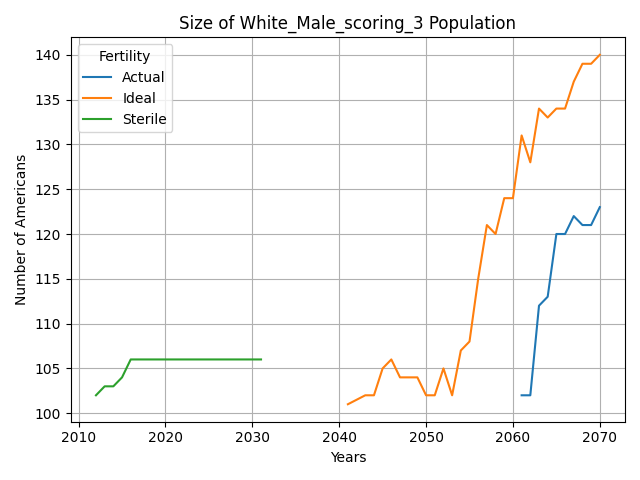 Size of White_Male_scoring_3 Population
Fertility
Actual
Ideal
Sterile
Number of Americans
140
135
130
125
120
115
110
105
100
2010
2020
2030
2040
2050
2060
2070
Years